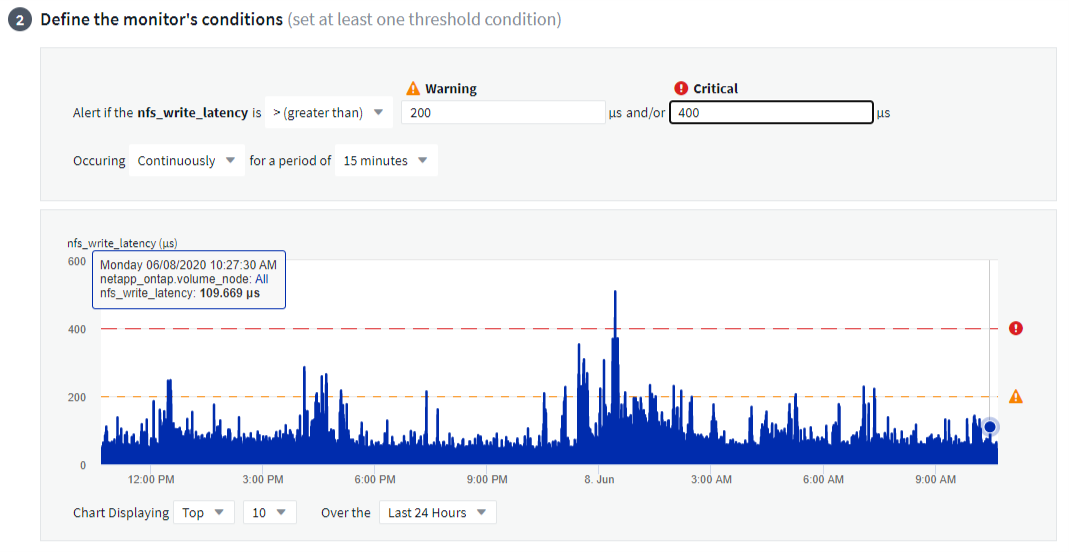 2 Define the monitor's conditions (set at least one threshold condition)
Warning Critical
Alert if the nfs_write_latency is > (greater than) 200 µs and/or 400 µs
Occuring Continuously for a period of 15 minutes
nfs_write_latency (µs)
600
Monday 06/08/2020 10:27:30 AM
netapp_ontap.volume_node: All
nfs_write_latency: 109.669 µs
400
200
0
12:00 PM 3:00 PM 6:00 PM 9:00 PM 8. Jun 3:00 AM 6:00 AM 9:00 AM
Chart Displaying Top 10 Over the Last 24 Hours